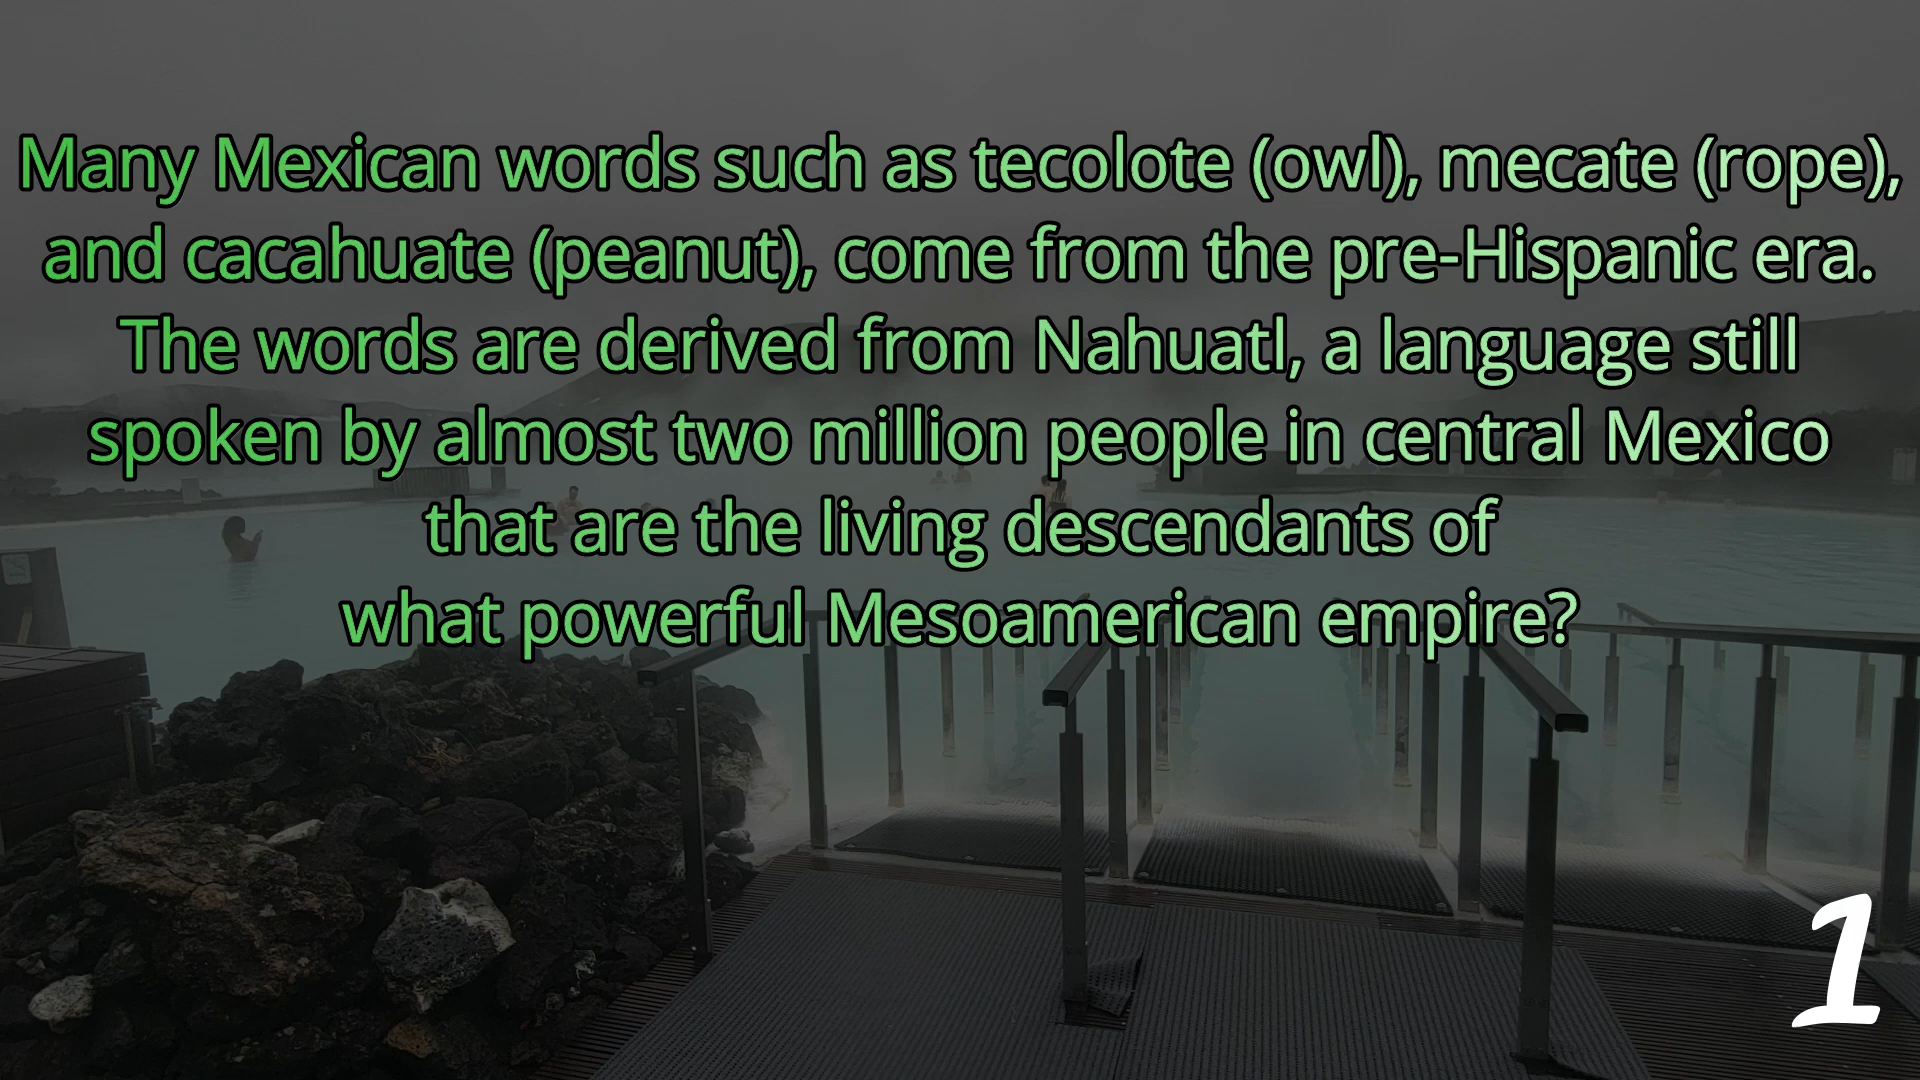 Many Mexican words such as tecolote (owl), mecate (rope),
and cacahuate (peanut), come from the pre-Hispanic era.
The words are derived from Nahuatl, a language still
spoken by almost two million people in central Mexico
that are the living descendants of
what powerful Mesoamerican empire?
1